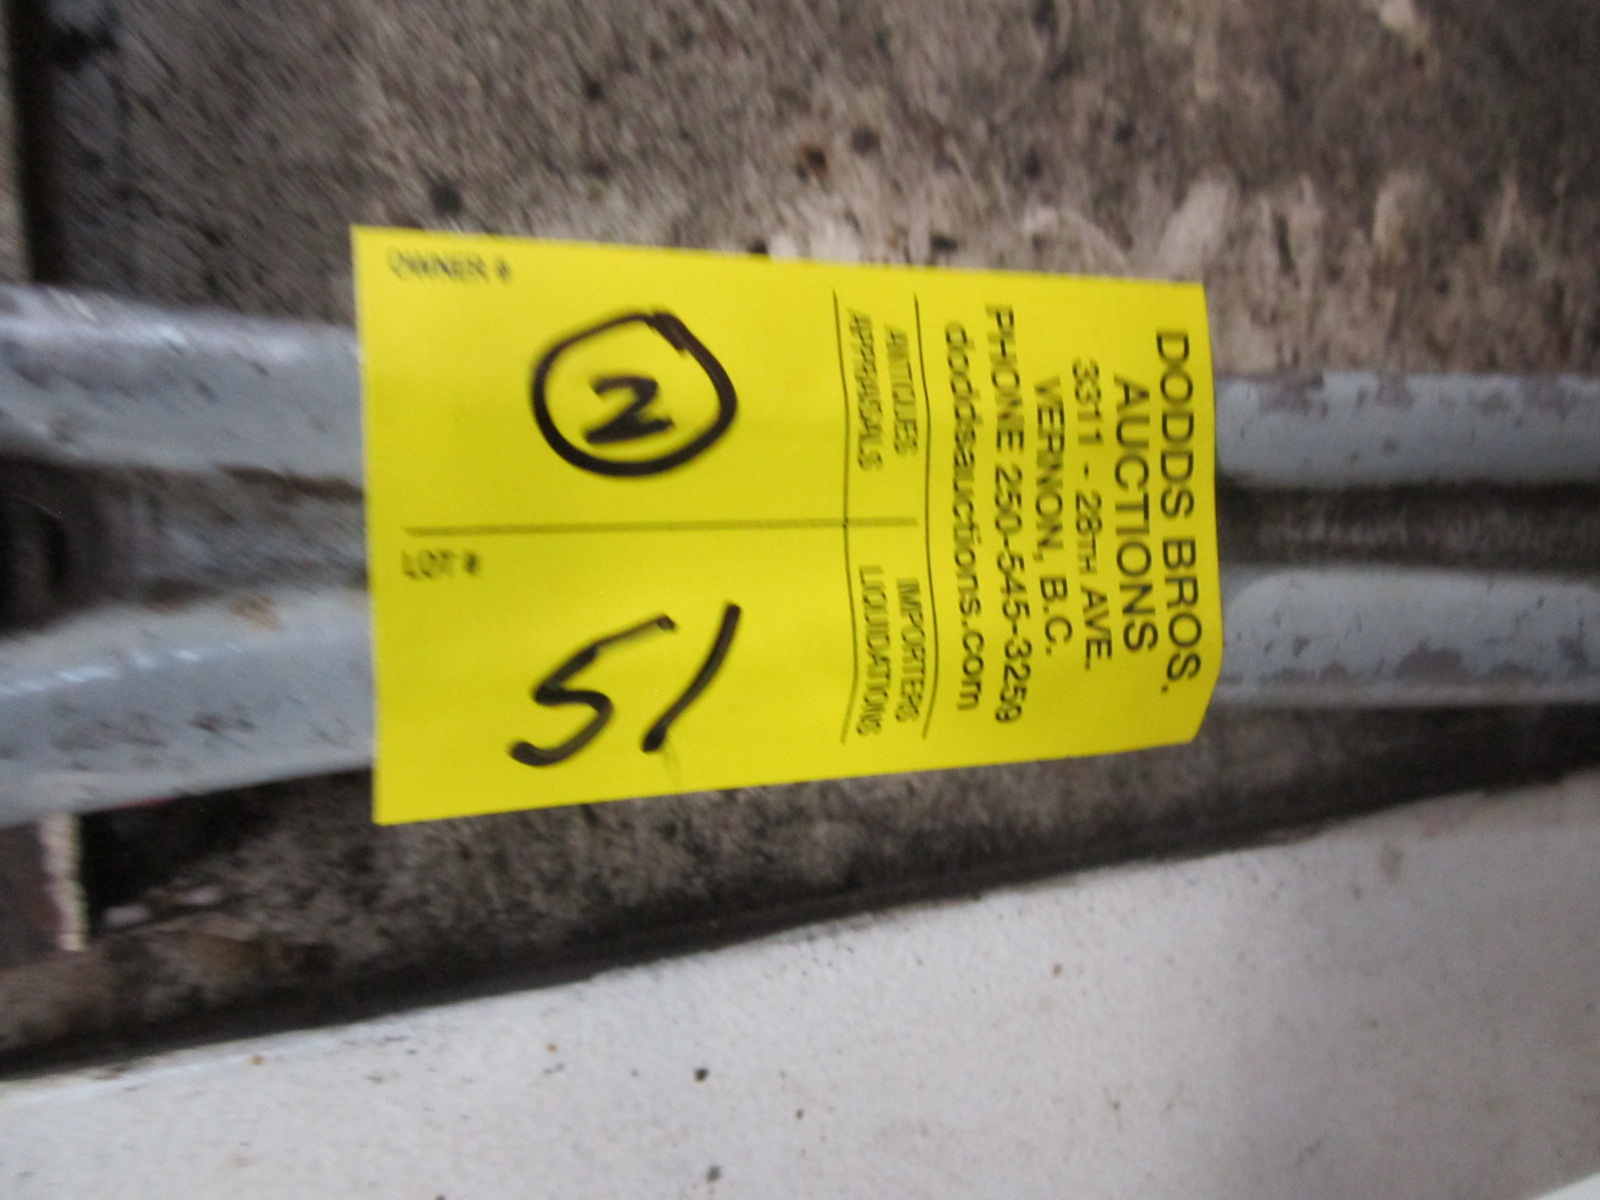 DODDS BROS.
AUCTIONS
3311 - 28TH AVE.
VERNON, B.C.
PHONE 250-545-3259
doddsauctions.com
ANTIQUES IMPORTERS
APPRAISALS LIQUIDATIONS
2 51
OWNER # LOT #